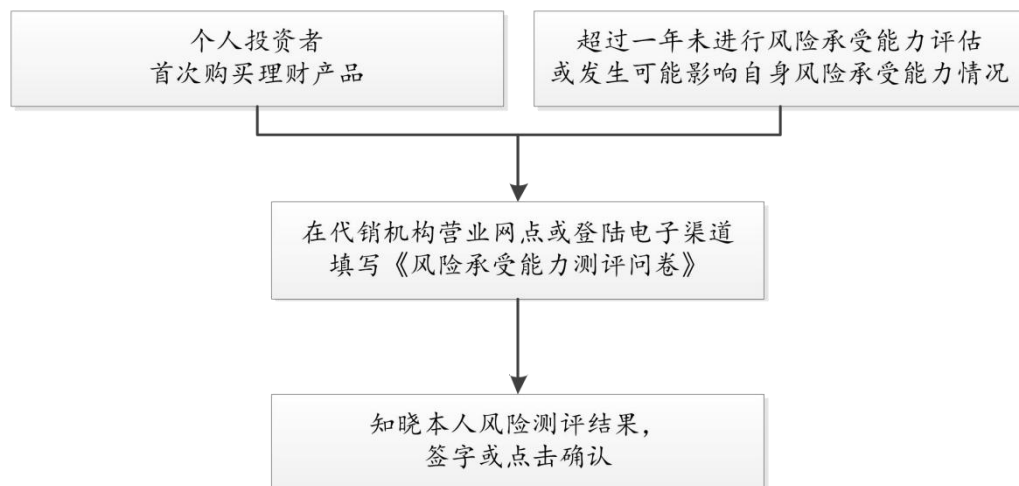 个人投资者
首次购买理财产品
超过一年未进行风险承受能力评估
或发生可能影响自身风险承受能力情况
在代销机构营业网点或登陆电子渠道
填写《风险承受能力测评问卷》
知晓本人风险测评结果，
签字或点击确认